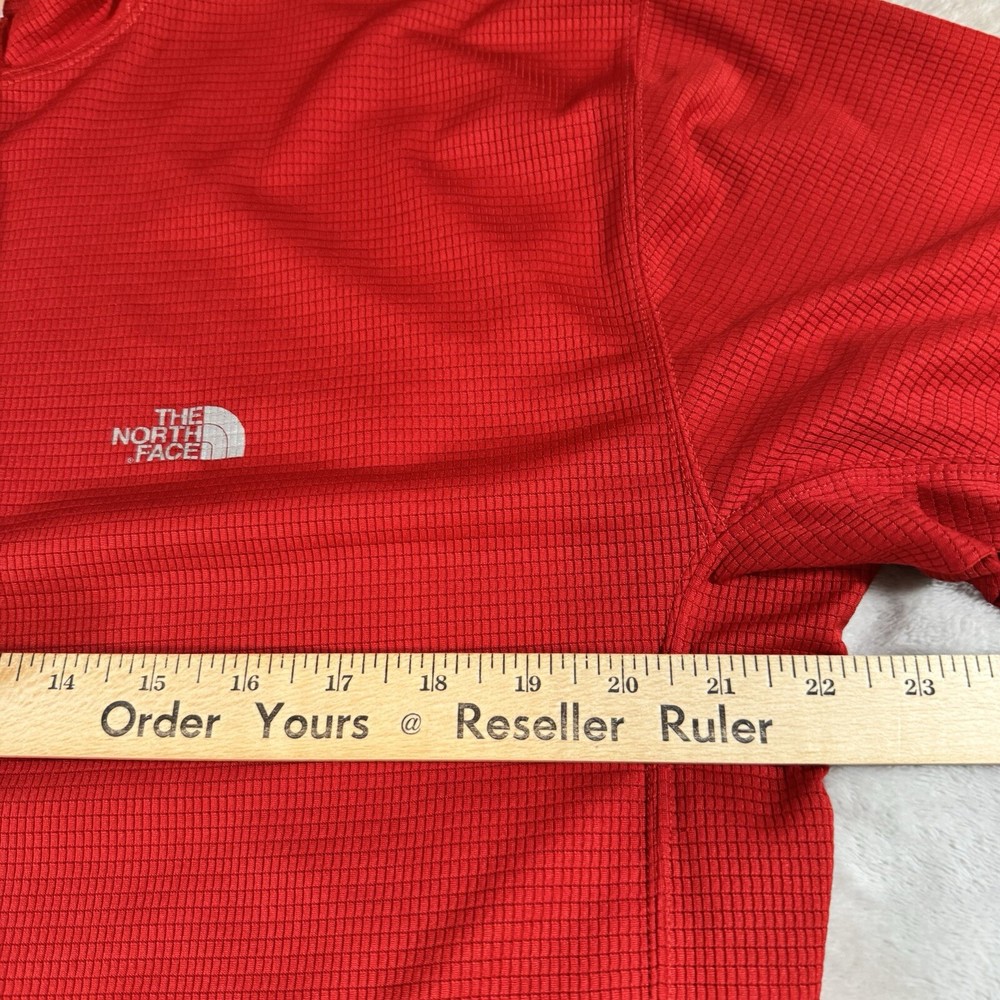 THE
NORTH
FACE
14 15 16 17 18 19 20 21 22 23
Order Yours @ Reseller Ruler